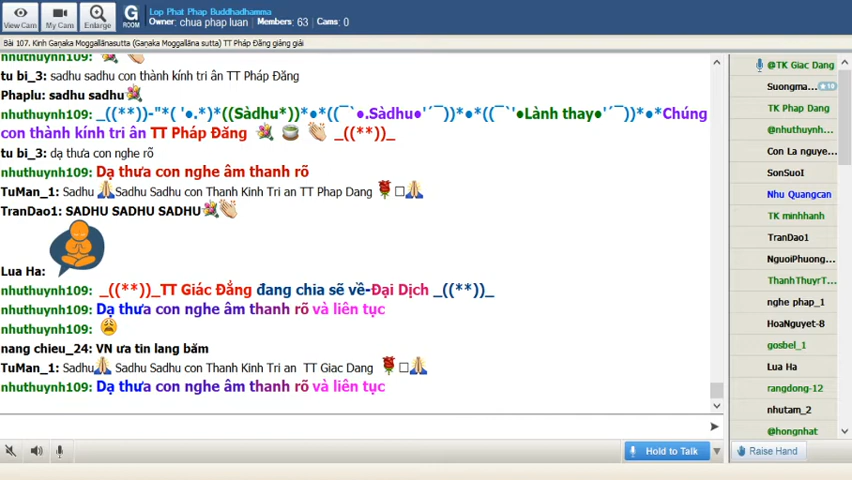 View Cam
My Cam
Enlarge
G
ROOM
Lop Phat Phap Buddhadhamma
Owner: chua phap luan Members: 63 Cams: 0
Bài 107. Kinh Gaṇaka Moggallānasutta (Gaṇaka Moggallāna sutta) TT Pháp Đăng giảng giải
nhuthuynh109:
tu bi_3: sadhu sadhu con thành kính tri ân TT Pháp Đăng
Phaplu: sadhu sadhu
nhuthuynh109: _((**))-"*( '•.*)*((Sàdhu*))*•*((¯`•.Sàdhu•'´¯))*•*((¯`'•Lành thay•'´¯))*•*Chúng
con thành kính tri ân TT Pháp Đăng _((**))_
tu bi_3: dạ thưa con nghe rõ
nhuthuynh109: Dạ thưa con nghe âm thanh rõ
TuMan_1: Sadhu Sadhu Sadhu con Thanh Kinh Tri an TT Phap Dang
TranDao1: SADHU SADHU SADHU
Lua Ha:
nhuthuynh109: _((**))_TT Giác Đẳng đang chia sẽ về-Đại Dịch _((**))_
nhuthuynh109: Dạ thưa con nghe âm thanh rõ và liên tục
nhuthuynh109:
nang chieu_24: VN ưa tin lang băm
TuMan_1: Sadhu Sadhu Sadhu con Thanh Kinh Tri an TT Giac Dang
nhuthuynh109: Dạ thưa con nghe âm thanh rõ và liên tục
Hold to Talk
@TK Giac Dang
Suongma... 10
TK Phap Dang
@nhuthuynh...
Con La nguye...
SonSuoI
Nhu Quangcan
TK minhhanh
TranDao1
NguoiPhuong...
ThanhThuyrT...
nghe phap_1
HoaNguyet-8
gosbel_1
Lua Ha
rangdong-12
nhutam_2
@hongnhat
Raise Hand